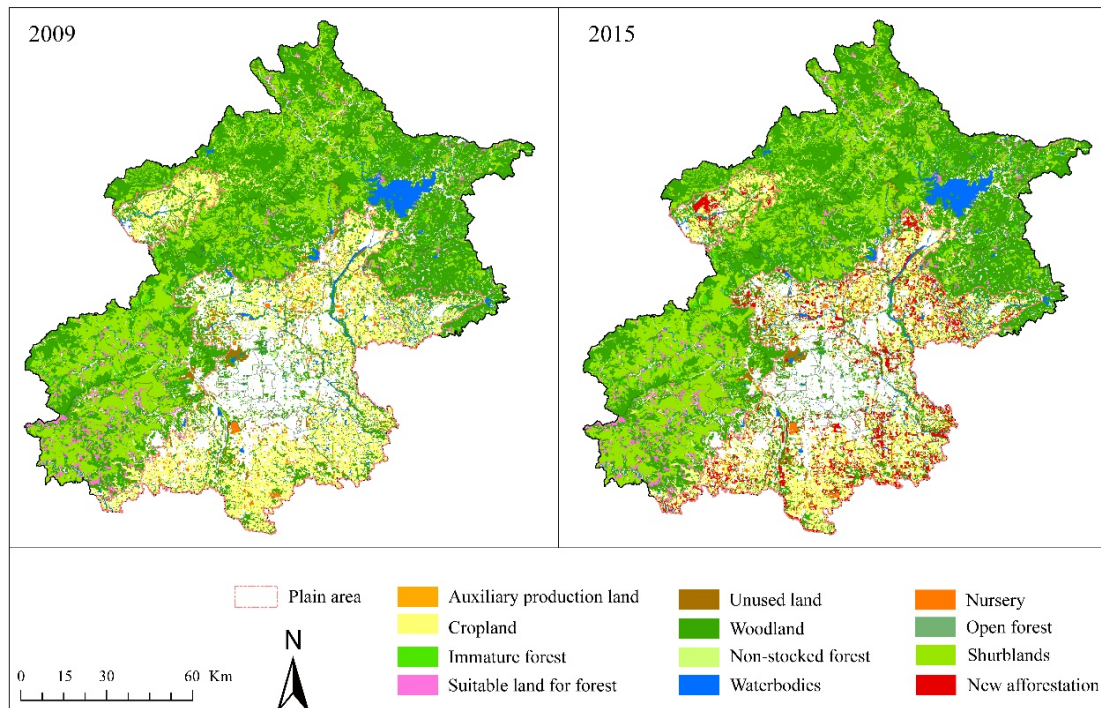 2009
2015
Plain area
Auxiliary production land
Unused land
Nursery
Cropland
Woodland
Open forest
Immature forest
Non-stocked forest
Shurblands
Suitable land for forest
Waterbodies
New afforestation
N
0 15 30 60 Km